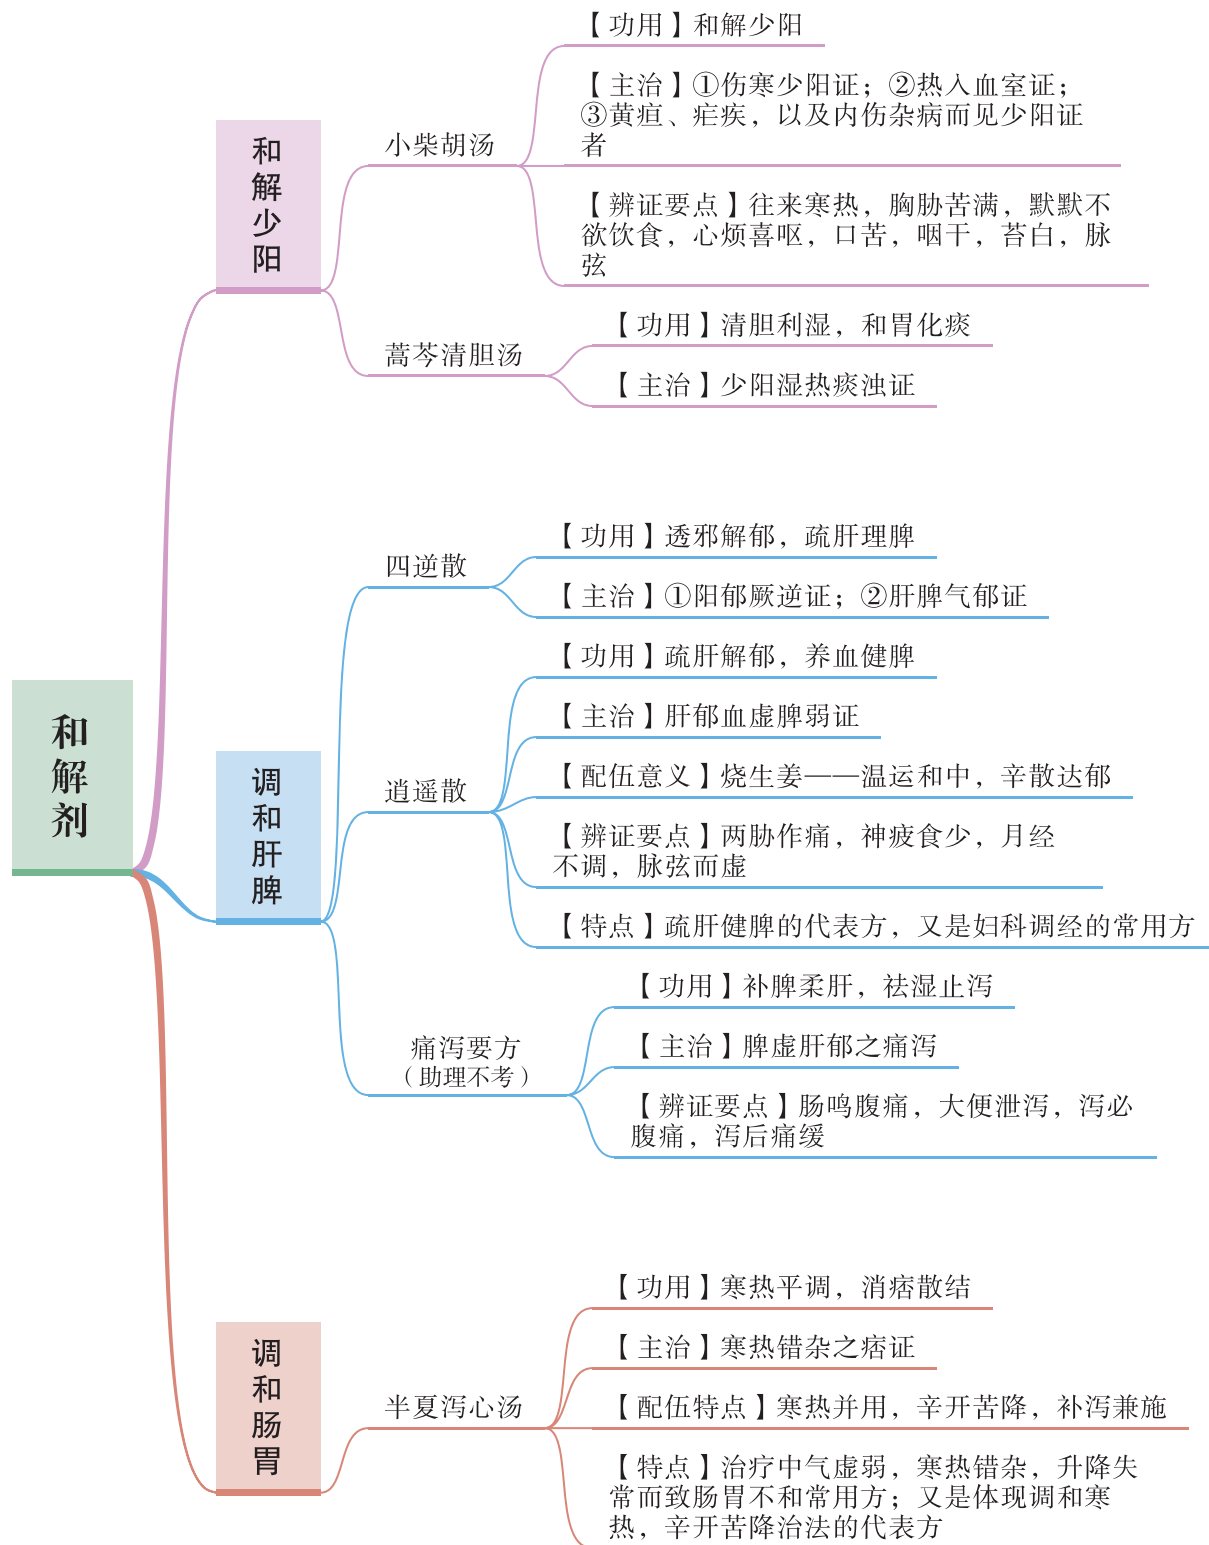 和解剂
和解少阳
小柴胡汤
【功用】和解少阳
【主治】①伤寒少阳证；②热入血室证；
③黄疸、疟疾，以及内伤杂病而见少阳证
者
【辨证要点】往来寒热，胸胁苦满，默默不
欲饮食，心烦喜呕，口苦，咽干，苔白，脉
弦
蒿芩清胆汤
【功用】清胆利湿，和胃化痰
【主治】少阳湿热痰浊证
调和肝脾
四逆散
【功用】透邪解郁，疏肝理脾
【主治】①阳郁厥逆证；②肝脾气郁证
逍遥散
【功用】疏肝解郁，养血健脾
【主治】肝郁血虚脾弱证
【配伍意义】烧生姜——温运和中，辛散达郁
【辨证要点】两胁作痛，神疲食少，月经
不调，脉弦而虚
【特点】疏肝健脾的代表方，又是妇科调经的常用方
痛泻要方
（助理不考）
【功用】补脾柔肝，祛湿止泻
【主治】脾虚肝郁之痛泻
【辨证要点】肠鸣腹痛，大便泄泻，泻必
腹痛，泻后痛缓
调和肠胃
半夏泻心汤
【功用】寒热平调，消痞散结
【主治】寒热错杂之痞证
【配伍特点】寒热并用，辛开苦降，补泻兼施
【特点】治疗中气虚弱，寒热错杂，升降失
常而致肠胃不和常用方；又是体现调和寒
热，辛开苦降治法的代表方